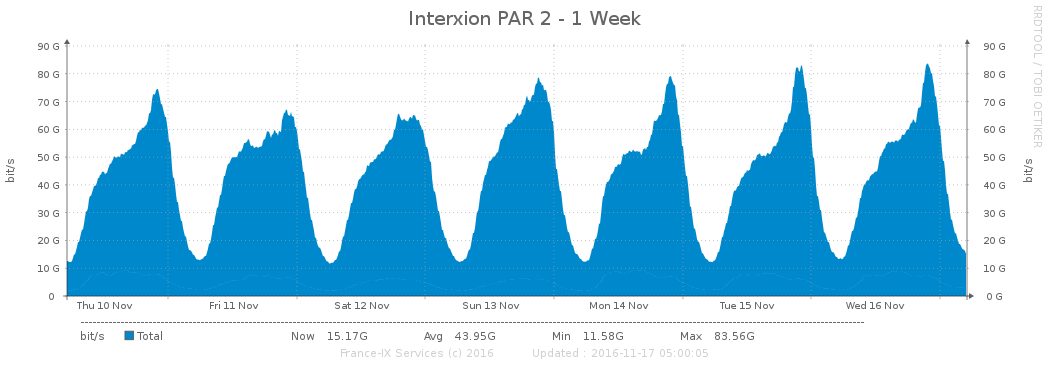 Interxion PAR 2 - 1 Week
RRDTOOL / TOBI OETIKER
bit/s
bit/s
90 G 90 G
80 G 80 G
70 G 70 G
60 G 60 G
50 G 50 G
40 G 40 G
30 G 30 G
20 G 20 G
10 G 10 G
0 0 G
Thu 10 Nov Fri 11 Nov Sat 12 Nov Sun 13 Nov Mon 14 Nov Tue 15 Nov Wed 16 Nov
bit/s Total Now 15.17G Avg 43.95G Min 11.58G Max 83.56G
France-IX Services (c) 2016 Updated : 2016-11-17 05:00:05